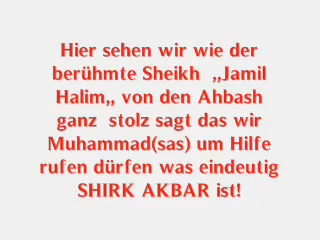 Hier sehen wir wie der
berühmte Sheikh ,,Jamil
Halim,, von den Ahbash
ganz stolz sagt das wir
Muhammad(sas) um Hilfe
rufen dürfen was eindeutig
SHIRK AKBAR ist!